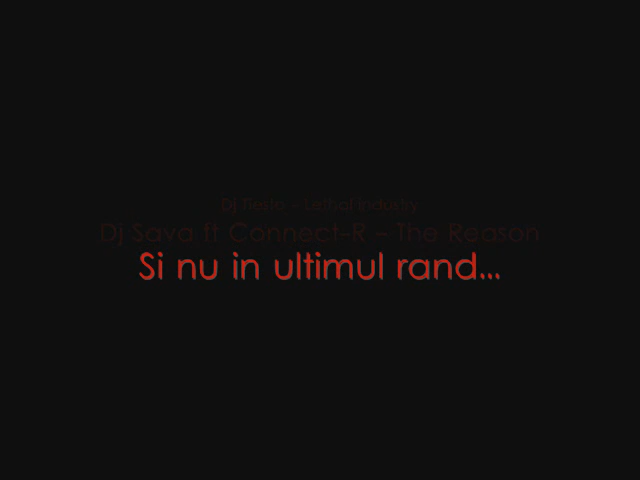 Dj Tiesto - Lethal Industry
Dj Sava ft Connect-R - The Reason
Si nu in ultimul rand...